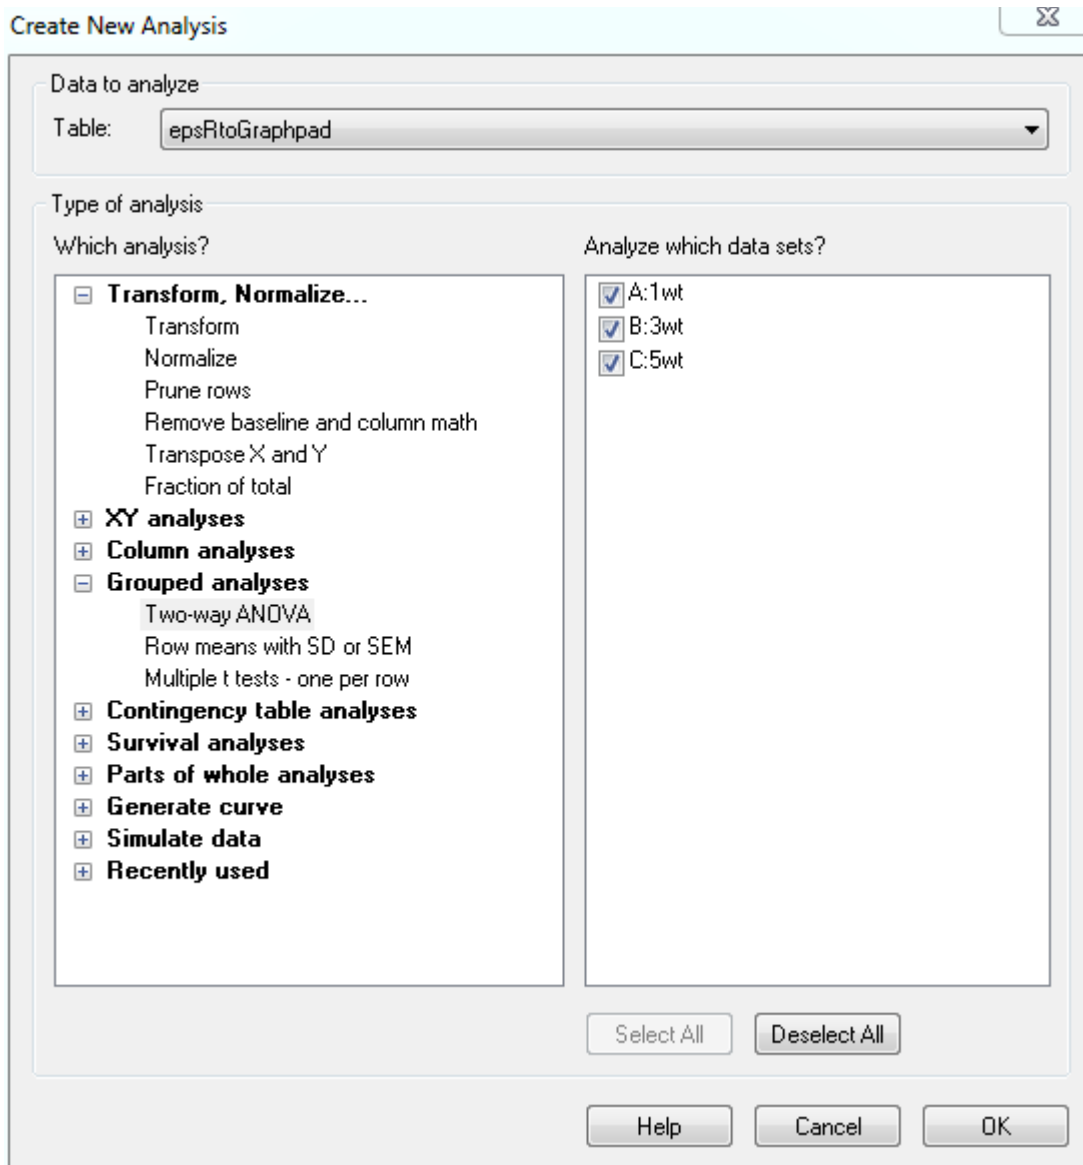 Create New Analysis
Data to analyze
Table: epsRtoGraphpad
Type of analysis
Which analysis?
Analyze which data sets?
Transform, Normalize...
Transform
Normalize
Prune rows
Remove baseline and column math
Transpose X and Y
Fraction of total
XY analyses
Column analyses
Grouped analyses
Two-way ANOVA
Row means with SD or SEM
Multiple t tests - one per row
Contingency table analyses
Survival analyses
Parts of whole analyses
Generate curve
Simulate data
Recently used
A:1wt
B:3wt
C:5wt
Select All
Deselect All
Help
Cancel
OK